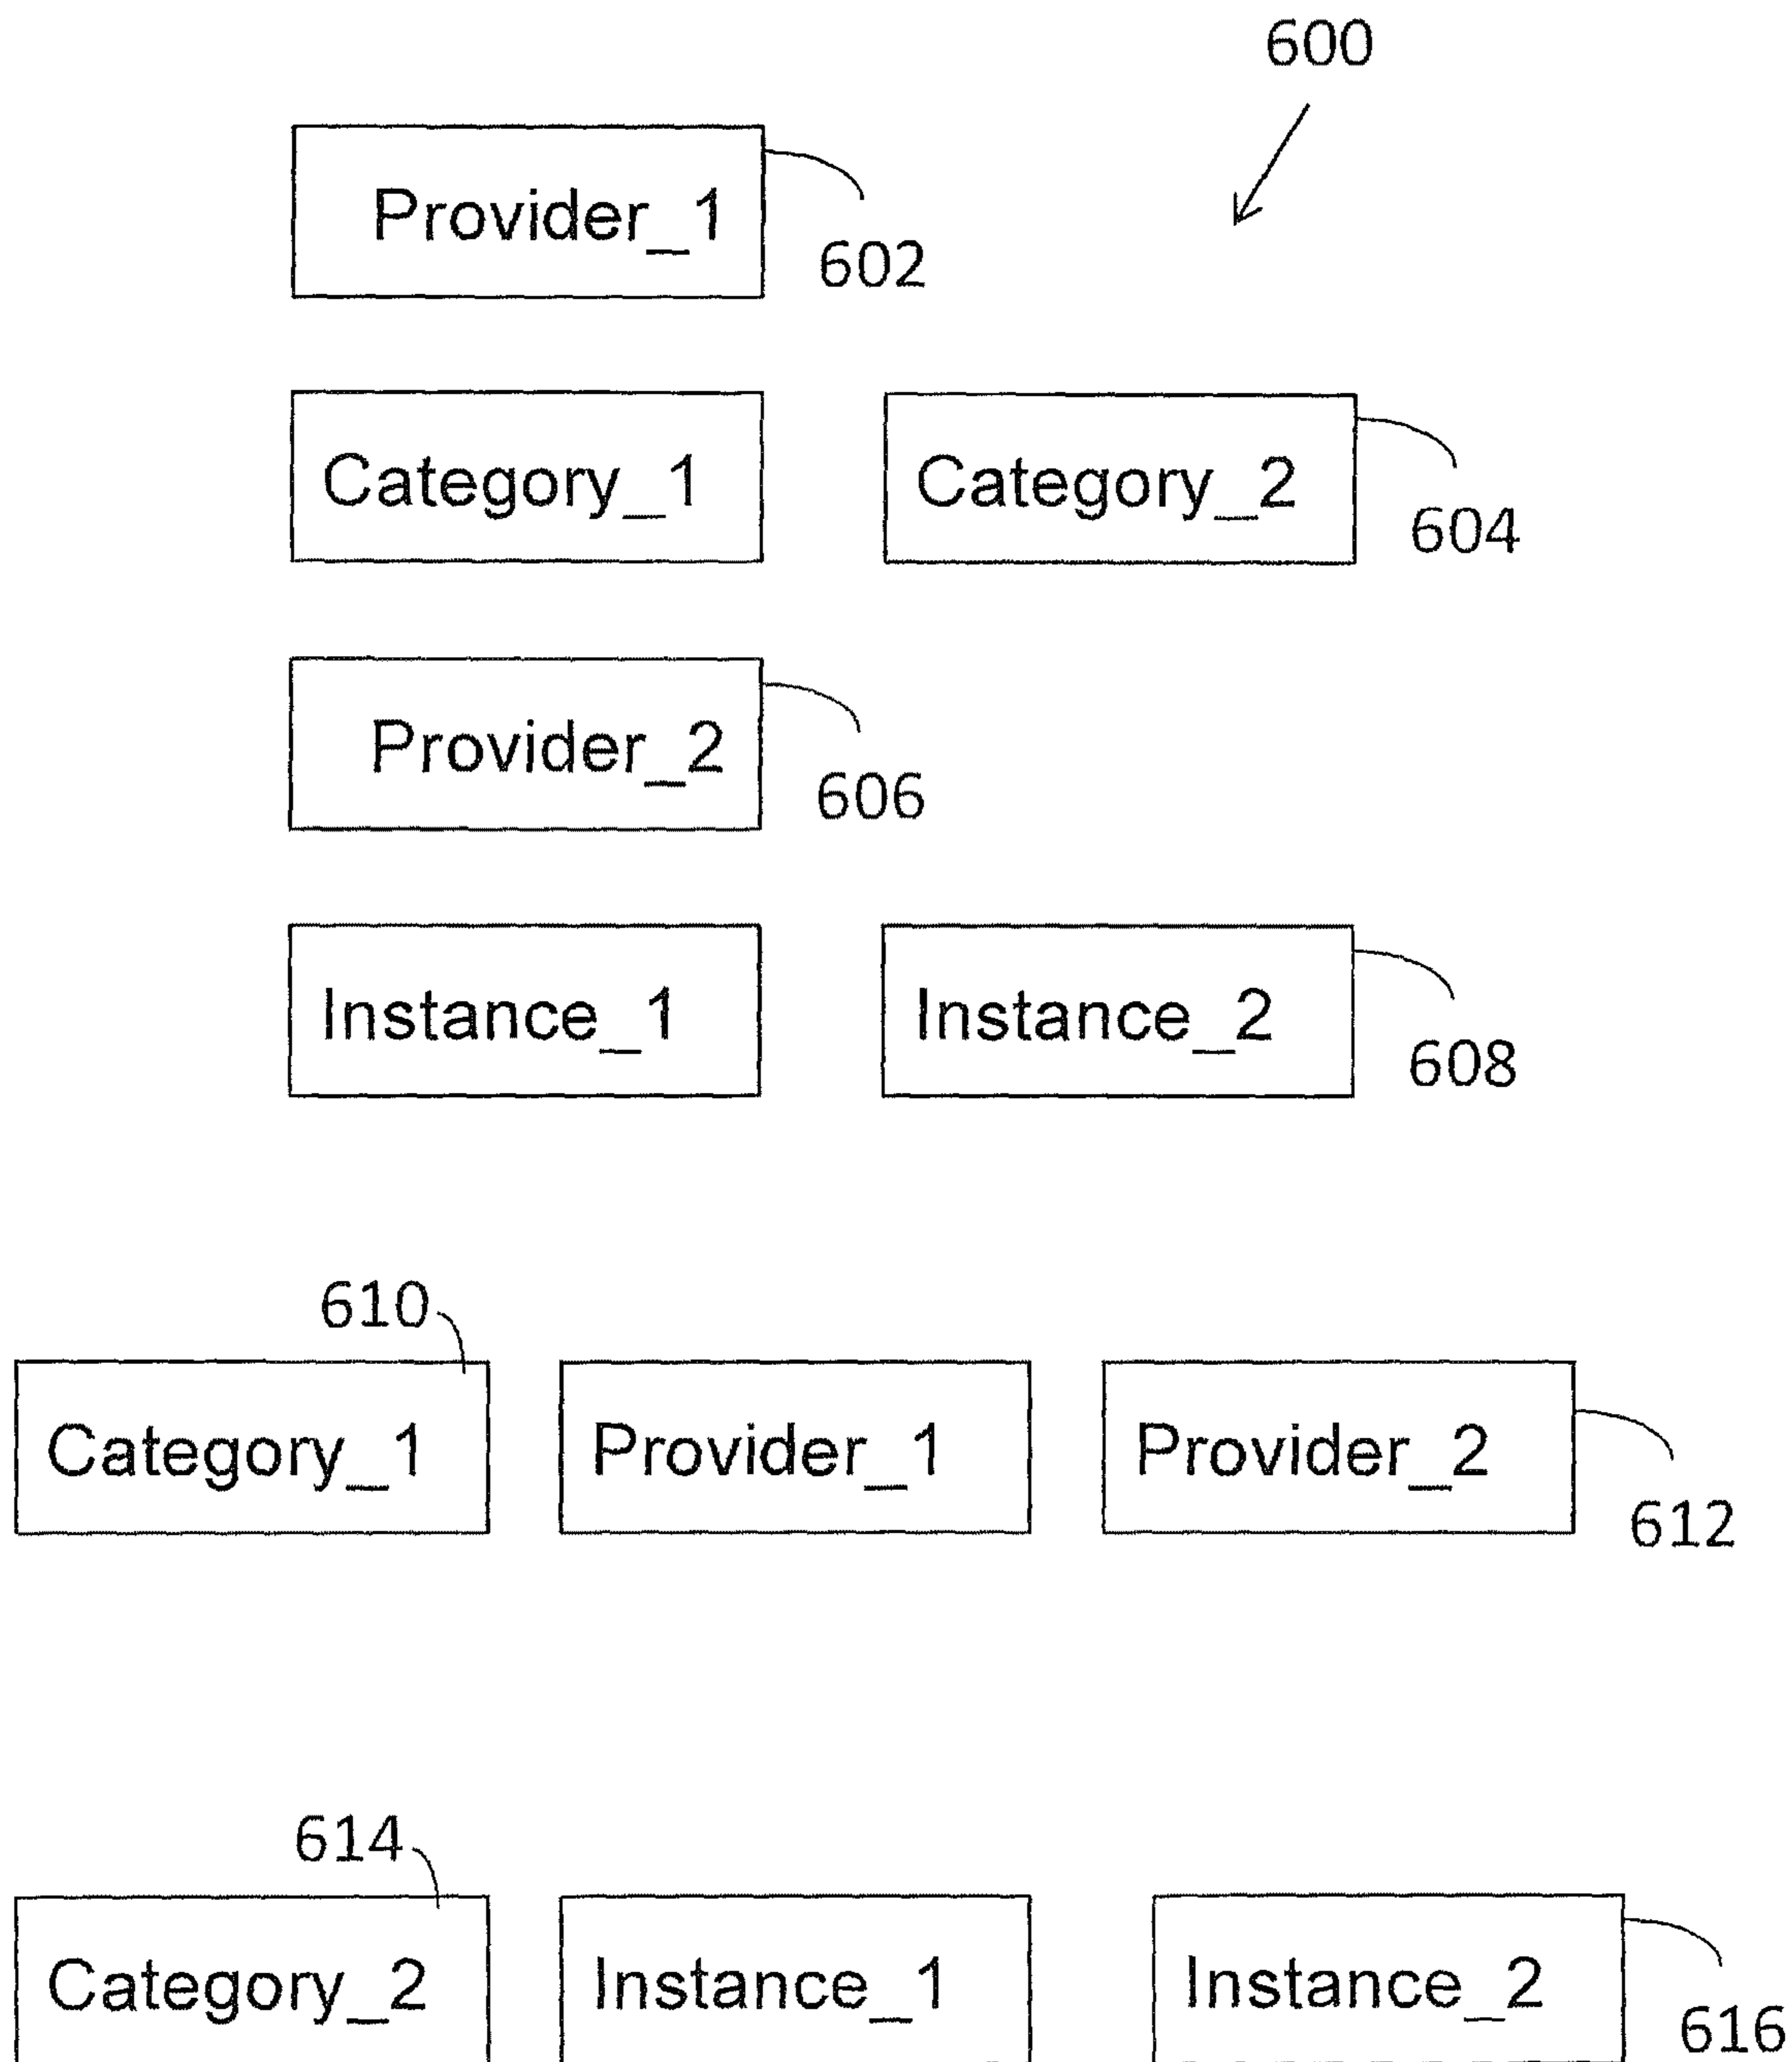 600
Provider_1
602
Category_1 Category_2
604
Provider_2
606
Instance_1 Instance_2
608
610
Category_1 Provider_1 Provider_2
612
614
Category_2 Instance_1 Instance_2
616